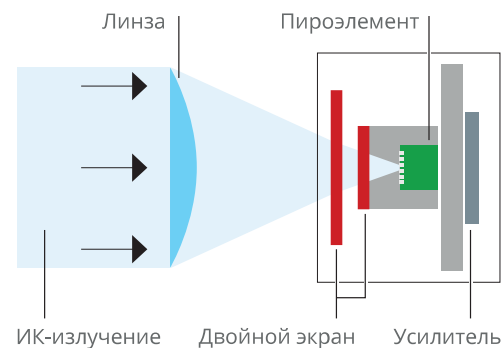 Линза
Пироэлемент
ИК-излучение
Двойной экран
Усилитель